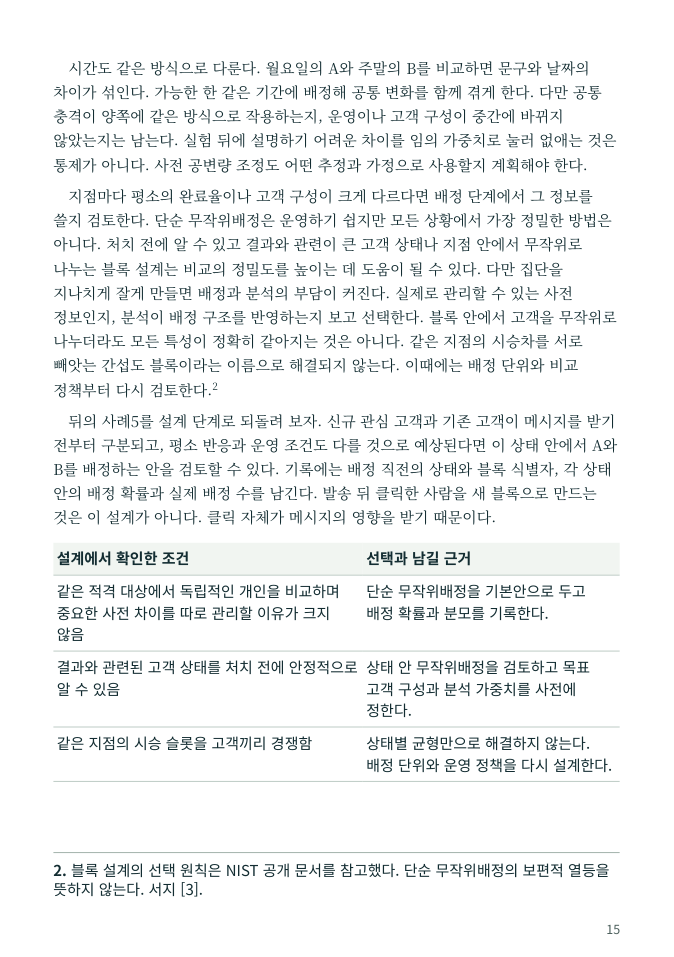 시간도 같은 방식으로 다룬다. 월요일의 A와 주말의 B를 비교하면 문구와 날짜의
차이가 섞인다. 가능한 한 같은 기간에 배정해 공통 변화를 함께 겪게 한다. 다만 공통
충격이 양쪽에 같은 방식으로 작용하는지, 운영이나 고객 구성이 중간에 바뀌지
않았는지는 남는다. 실험 뒤에 설명하기 어려운 차이를 임의 가중치로 눌러 없애는 것은
통제가 아니다. 사전 공변량 조정도 어떤 추정과 가정으로 사용할지 계획해야 한다.
지점마다 평소의 완료율이나 고객 구성이 크게 다르다면 배정 단계에서 그 정보를
쓸지 검토한다. 단순 무작위배정은 운영하기 쉽지만 모든 상황에서 가장 정밀한 방법은
아니다. 처치 전에 알 수 있고 결과와 관련이 큰 고객 상태나 지점 안에서 무작위로
나누는 블록 설계는 비교의 정밀도를 높이는 데 도움이 될 수 있다. 다만 집단을
지나치게 잘게 만들면 배정과 분석의 부담이 커진다. 실제로 관리할 수 있는 사전
정보인지, 분석이 배정 구조를 반영하는지 보고 선택한다. 블록 안에서 고객을 무작위로
나누더라도 모든 특성이 정확히 같아지는 것은 아니다. 같은 지점의 시승차를 서로
빼앗는 간섭도 블록이라는 이름으로 해결되지 않는다. 이때에는 배정 단위와 비교
정책부터 다시 검토한다.2
뒤의 사례5를 설계 단계로 되돌려 보자. 신규 관심 고객과 기존 고객이 메시지를 받기
전부터 구분되고, 평소 반응과 운영 조건도 다를 것으로 예상된다면 이 상태 안에서 A와
B를 배정하는 안을 검토할 수 있다. 기록에는 배정 직전의 상태와 블록 식별자, 각 상태
안의 배정 확률과 실제 배정 수를 남긴다. 발송 뒤 클릭한 사람을 새 블록으로 만드는
것은 이 설계가 아니다. 클릭 자체가 메시지의 영향을 받기 때문이다.
설계에서 확인한 조건 선택과 남길 근거
같은 적격 대상에서 독립적인 개인을 비교하며 단순 무작위배정을 기본안으로 두고
중요한 사전 차이를 따로 관리할 이유가 크지 배정 확률과 분모를 기록한다.
않음
결과와 관련된 고객 상태를 처치 전에 안정적으로 상태 안 무작위배정을 검토하고 목표
알 수 있음 고객 구성과 분석 가중치를 사전에
정한다.
같은 지점의 시승 슬롯을 고객끼리 경쟁함 상태별 균형만으로 해결하지 않는다.
배정 단위와 운영 정책을 다시 설계한다.
2. 블록 설계의 선택 원칙은 NIST 공개 문서를 참고했다. 단순 무작위배정의 보편적 열등을
뜻하지 않는다. 서지 [3].
15